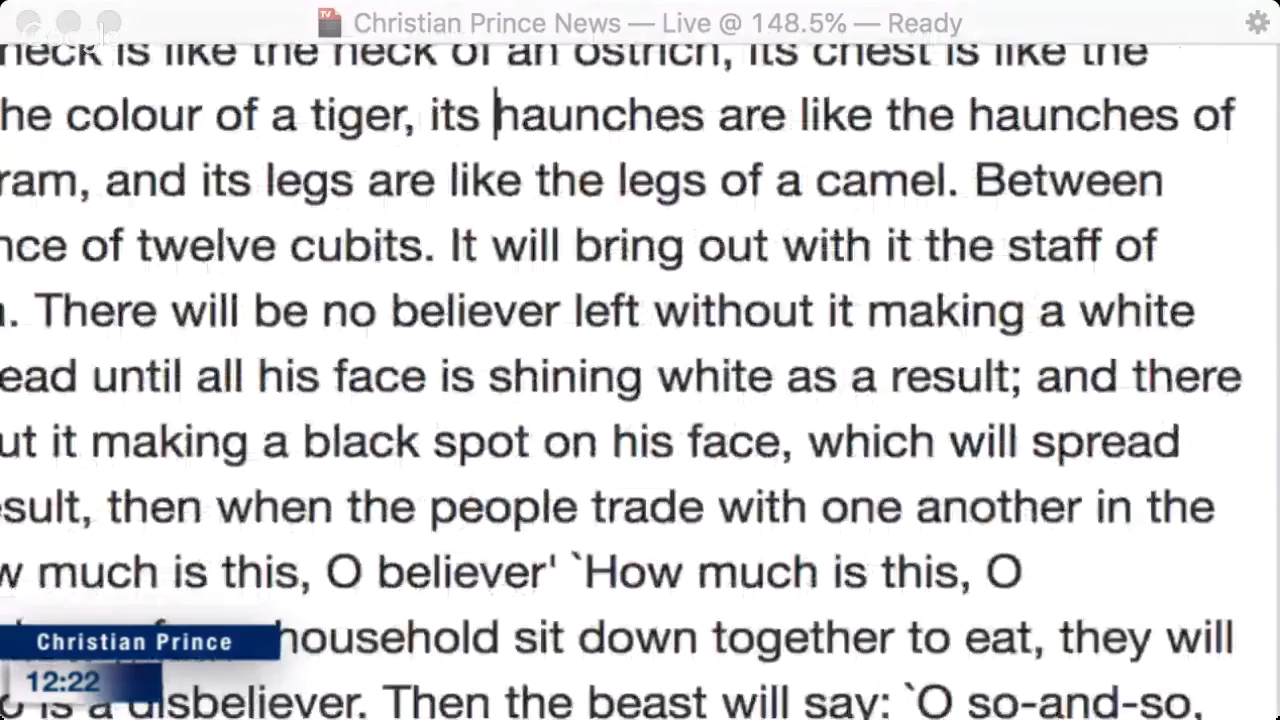 Christian Prince News — Live @ 148.5% — Ready
neck is like the neck of an ostrich, its chest is like the
he colour of a tiger, its haunches are like the haunches of
ram, and its legs are like the legs of a camel. Between
nce of twelve cubits. It will bring out with it the staff of
n. There will be no believer left without it making a white
ead until all his face is shining white as a result; and there
ut it making a black spot on his face, which will spread
esult, then when the people trade with one another in the
w much is this, O believer' `How much is this, O
household sit down together to eat, they will
is a disbeliever. Then the beast will say: `O so-and-so,
Christian Prince
12:22